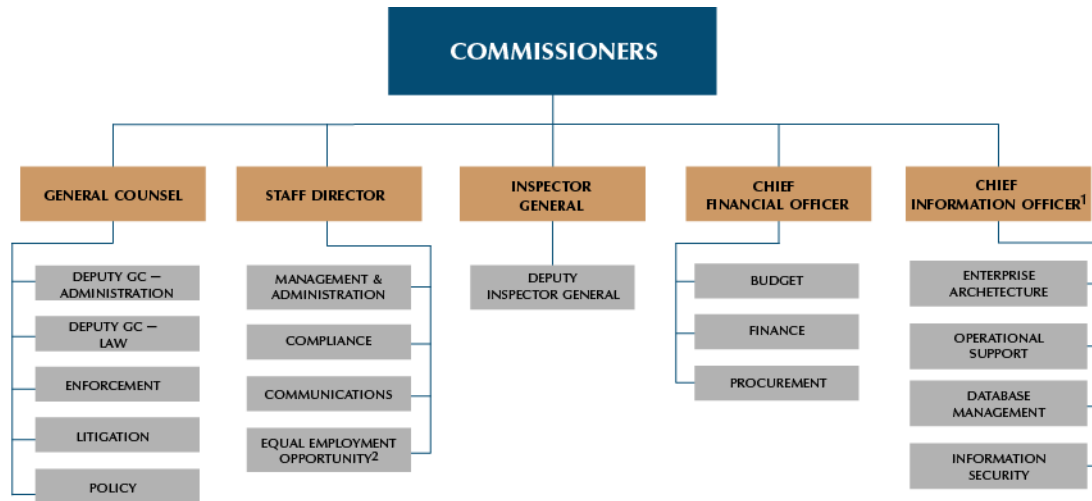 COMMISSIONERS
GENERAL COUNSEL
STAFF DIRECTOR
INSPECTOR
GENERAL
CHIEF
FINANCIAL OFFICER
CHIEF
INFORMATION OFFICER1
DEPUTY GC –
ADMINISTRATION
DEPUTY GC –
LAW
ENFORCEMENT
LITIGATION
POLICY
MANAGEMENT &
ADMINISTRATION
COMPLIANCE
COMMUNICATIONS
EQUAL EMPLOYMENT
OPPORTUNITY2
DEPUTY
INSPECTOR GENERAL
BUDGET
FINANCE
PROCUREMENT
ENTERPRISE
ARCHETECTURE
OPERATIONAL
SUPPORT
DATABASE
MANAGEMENT
INFORMATION
SECURITY